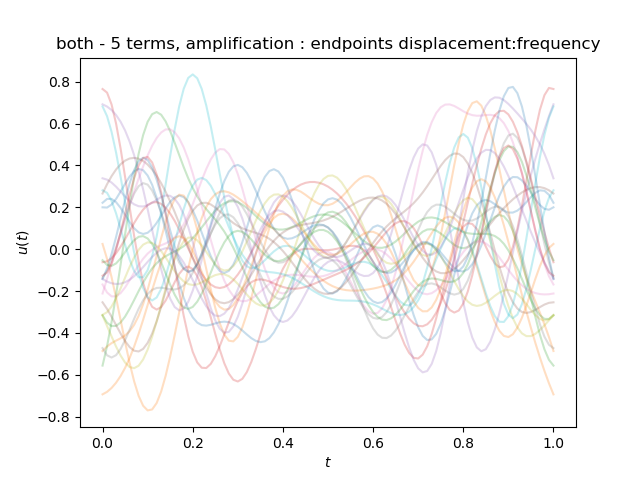 both - 5 terms, amplification : endpoints displacement:frequency
0.8
0.6
0.4
0.2
0.0
−0.2
−0.4
−0.6
−0.8
u(t)
0.0 0.2 0.4 0.6 0.8 1.0
t